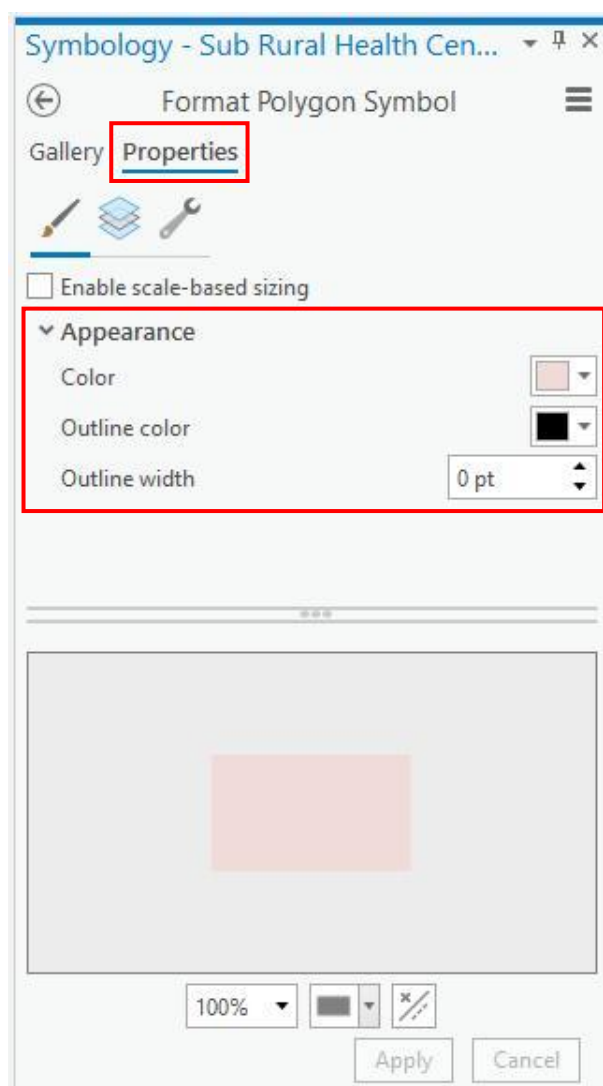 Symbology - Sub Rural Health Cen...
Format Polygon Symbol
Gallery Properties
Enable scale-based sizing
Appearance
Color
Outline color
Outline width 0 pt
100%
Apply Cancel